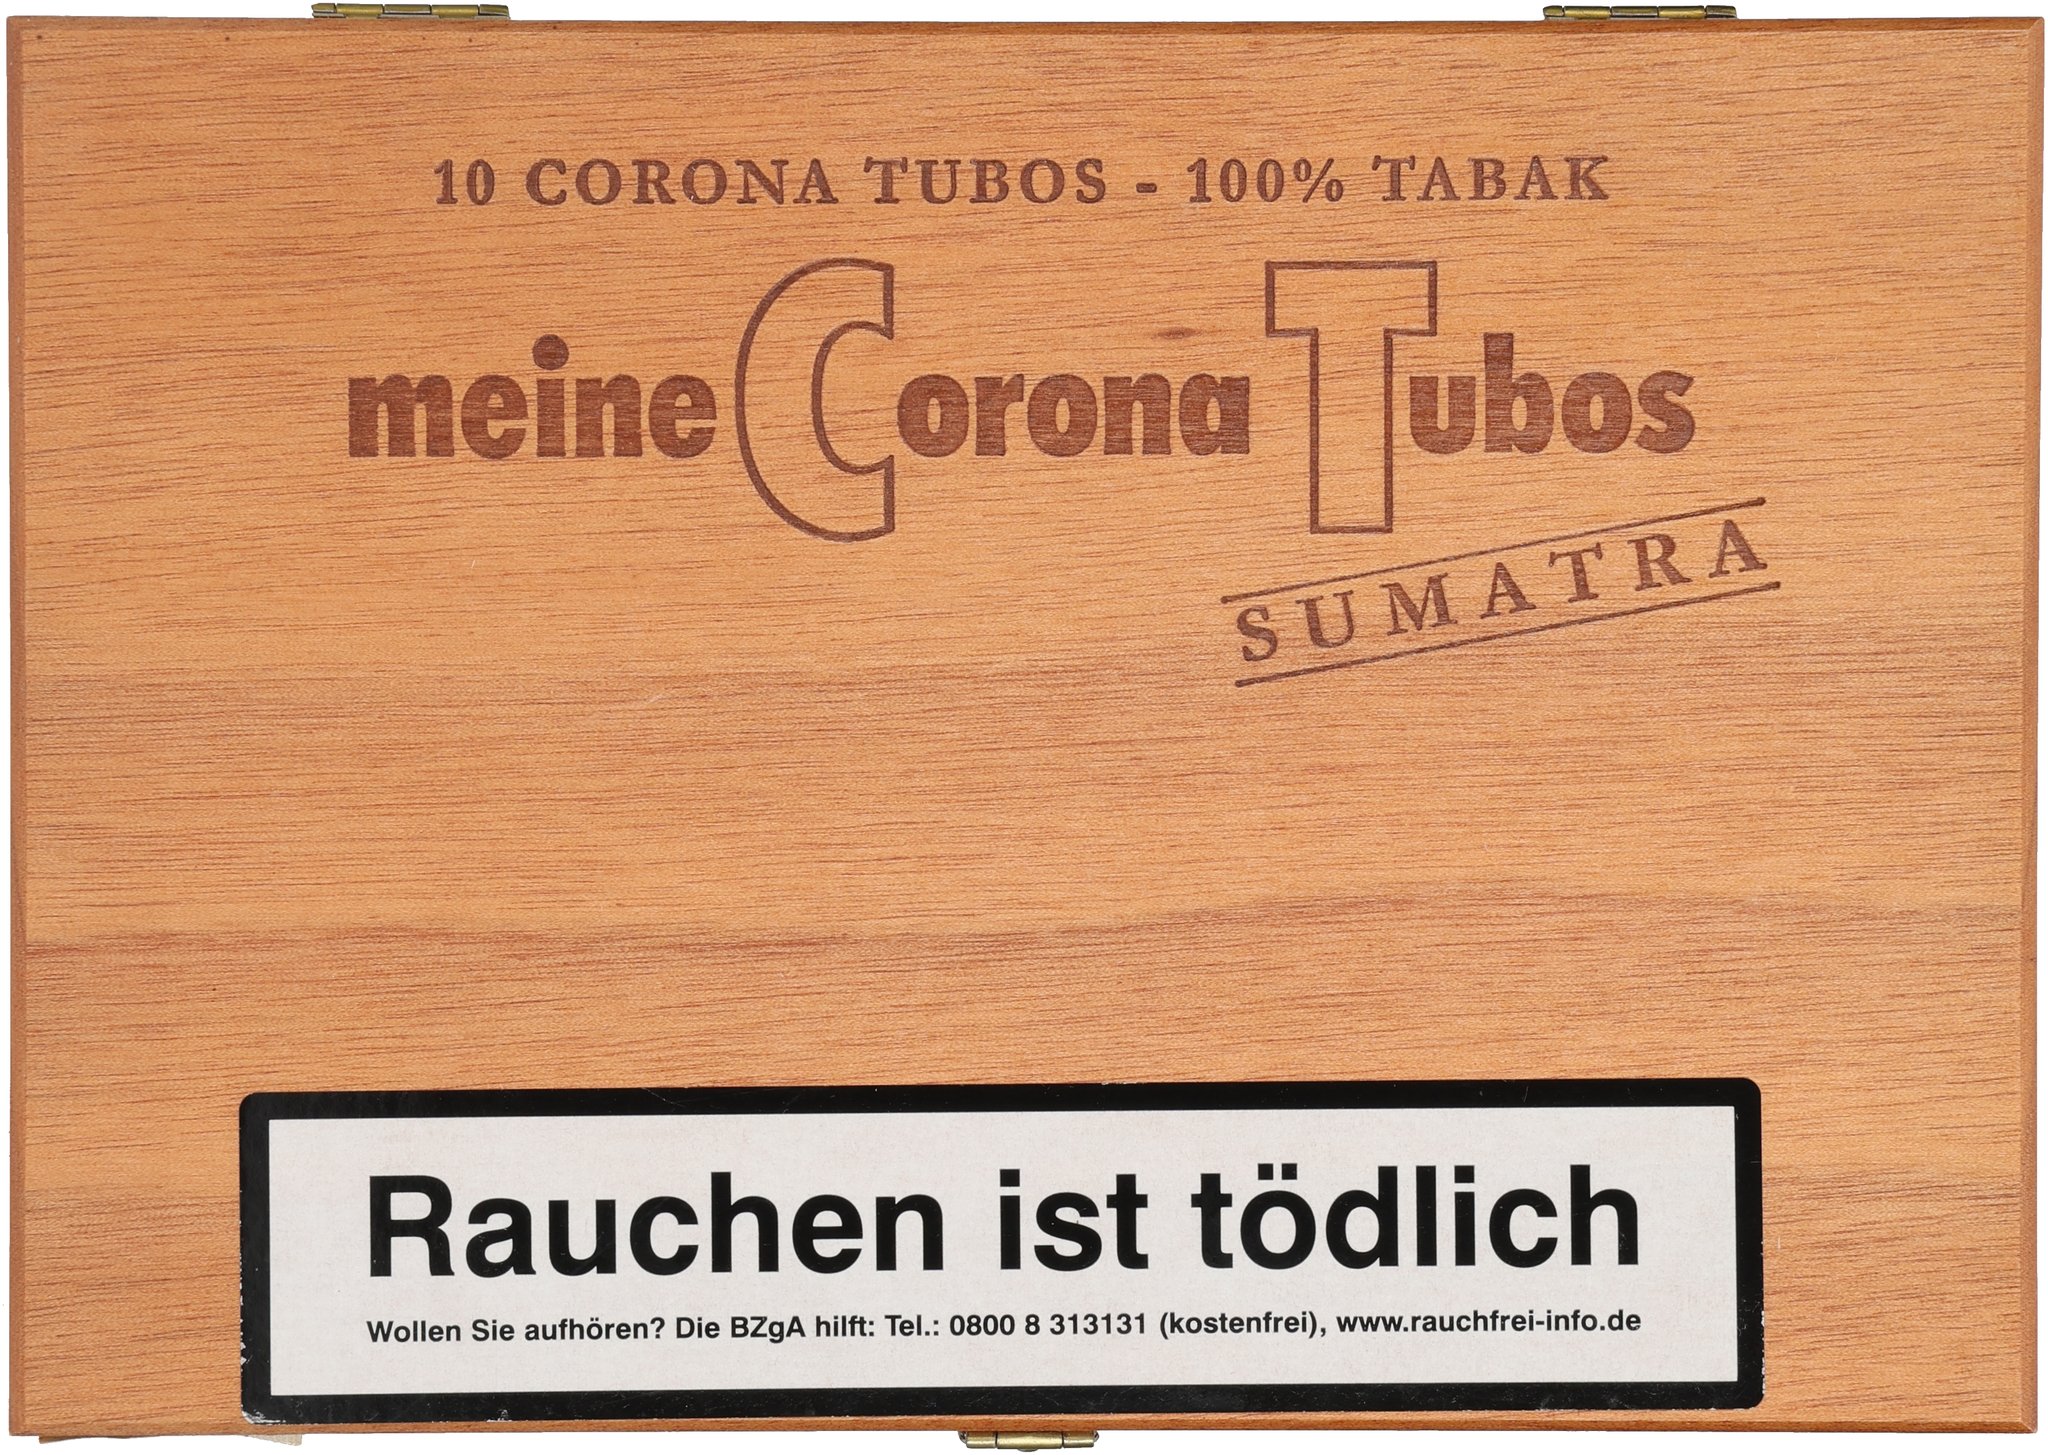 10 CORONA TUBOS - 100% TABAK
meine Corona Tubos
SUMATRA
Rauchen ist tödlich
Wollen Sie aufhören? Die BZgA hilft: Tel.: 0800 8 313131 (kostenfrei), www.rauchfrei-info.de